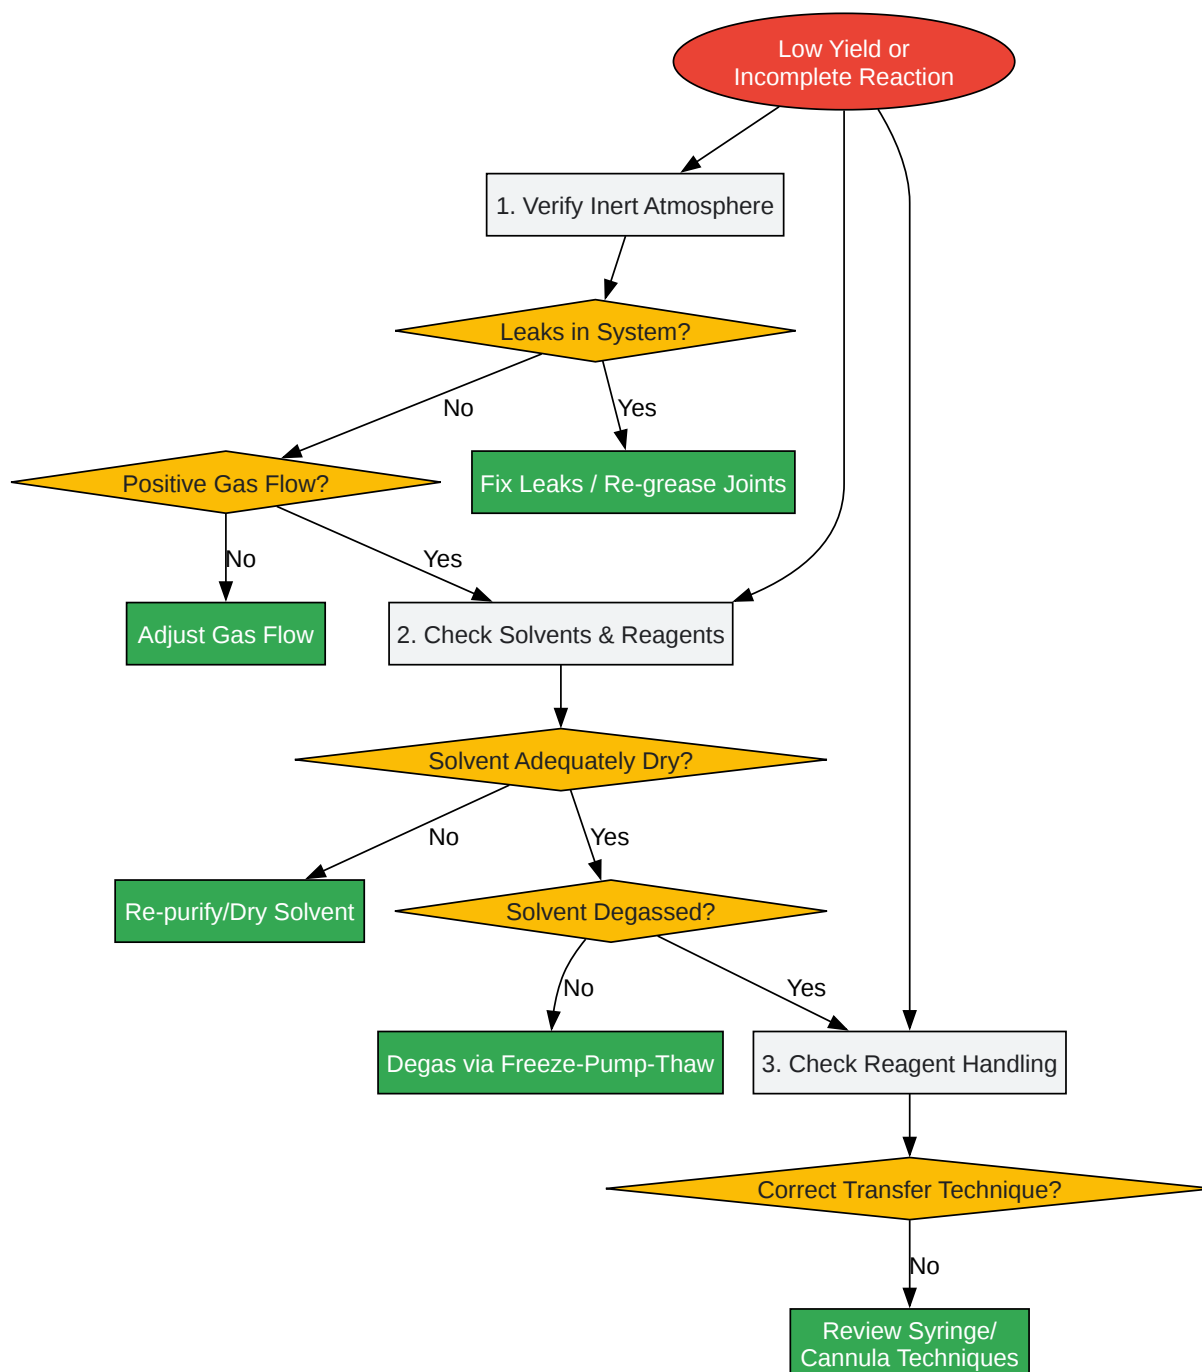 Low Yield or
Incomplete Reaction
1. Verify Inert Atmosphere
Leaks in System?
No
Yes
Positive Gas Flow?
Fix Leaks / Re-grease Joints
No
Yes
Adjust Gas Flow
2. Check Solvents & Reagents
Solvent Adequately Dry?
No
Yes
Re-purify/Dry Solvent
Solvent Degassed?
No
Yes
Degas via Freeze-Pump-Thaw
3. Check Reagent Handling
Correct Transfer Technique?
No
Review Syringe/
Cannula Techniques